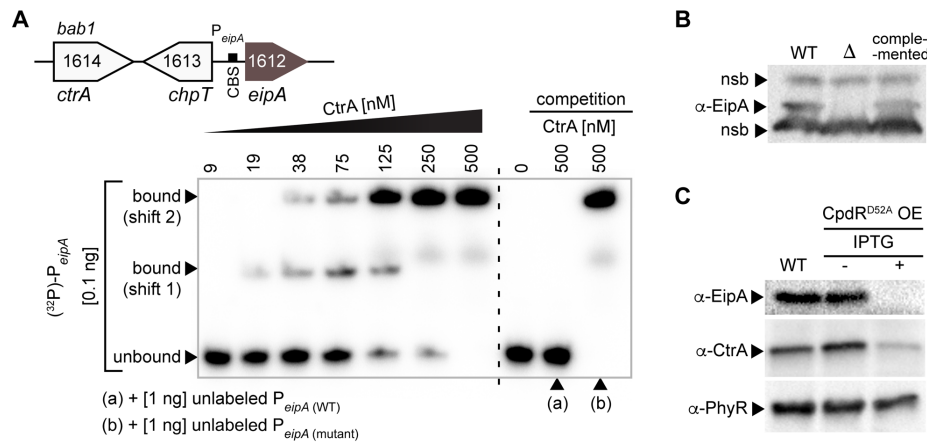 A
bab1
P eipA
1614
1613
CBS
1612
ctrA
chpT
eipA
CtrA [nM]
competition
CtrA [nM]
9 19 38 75 125 250 500 0 500 500
(32P)-P eipA
[0.1 ng]
bound
(shift 2)
bound
(shift 1)
unbound
(a) (b)
(a) + [1 ng] unlabeled P eipA (WT)
(b) + [1 ng] unlabeled P eipA (mutant)
B
WT Δ comple-
-mented
nsb
α-EipA
nsb
C
CpdRD52A OE
IPTG
WT - +
α-EipA
α-CtrA
α-PhyR